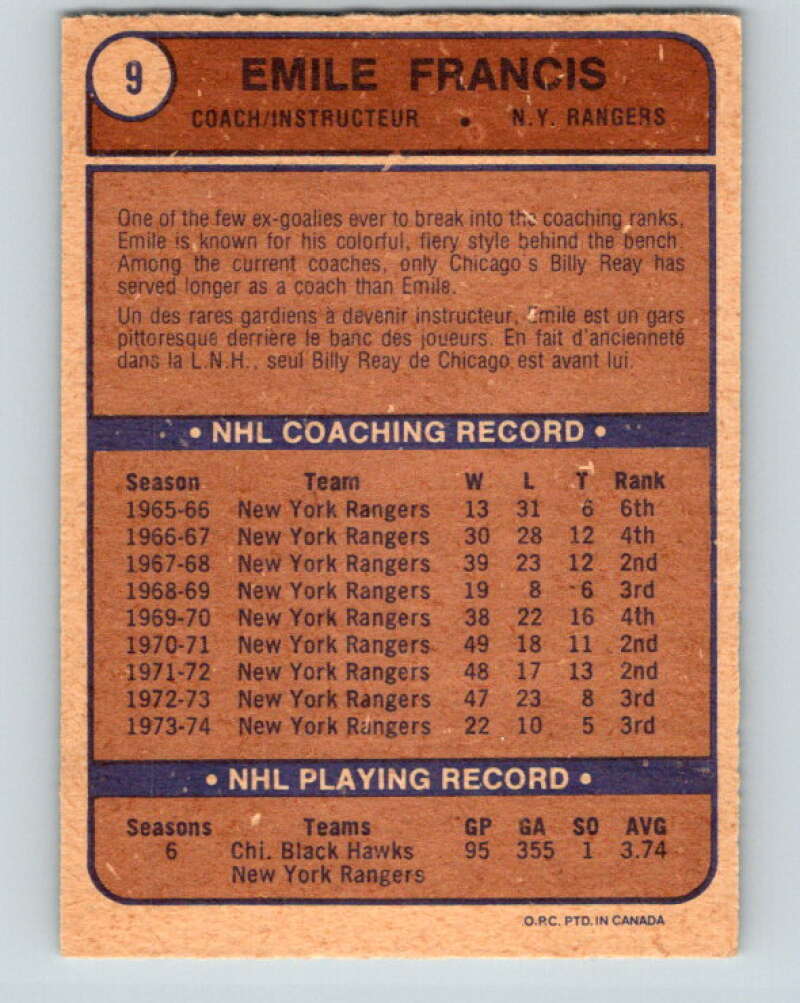 9
EMILE FRANCIS
COACH/INSTRUCTEUR • N.Y. RANGERS
One of the few ex-goalies ever to break into the coaching ranks,
Emile is known for his colorful, fiery style behind the bench.
Among the current coaches, only Chicago's Billy Reay has
served longer as a coach than Emile.
Un des rares gardiens à devenir instructeur, Emile est un gars
pittoresque derrière le banc des joueurs. En fait d'ancienneté
dans la L.N.H., seul Billy Reay de Chicago est avant lui.
• NHL COACHING RECORD •
Season Team W L T Rank
1965-66 New York Rangers 13 31 6 6th
1966-67 New York Rangers 30 28 12 4th
1967-68 New York Rangers 39 23 12 2nd
1968-69 New York Rangers 19 8 6 3rd
1969-70 New York Rangers 38 22 16 4th
1970-71 New York Rangers 49 18 11 2nd
1971-72 New York Rangers 48 17 13 2nd
1972-73 New York Rangers 47 23 8 3rd
1973-74 New York Rangers 22 10 5 3rd
• NHL PLAYING RECORD •
Seasons Teams GP GA SO AVG
6 Chi. Black Hawks 95 355 1 3.74
New York Rangers
O.P.C. PTD. IN CANADA